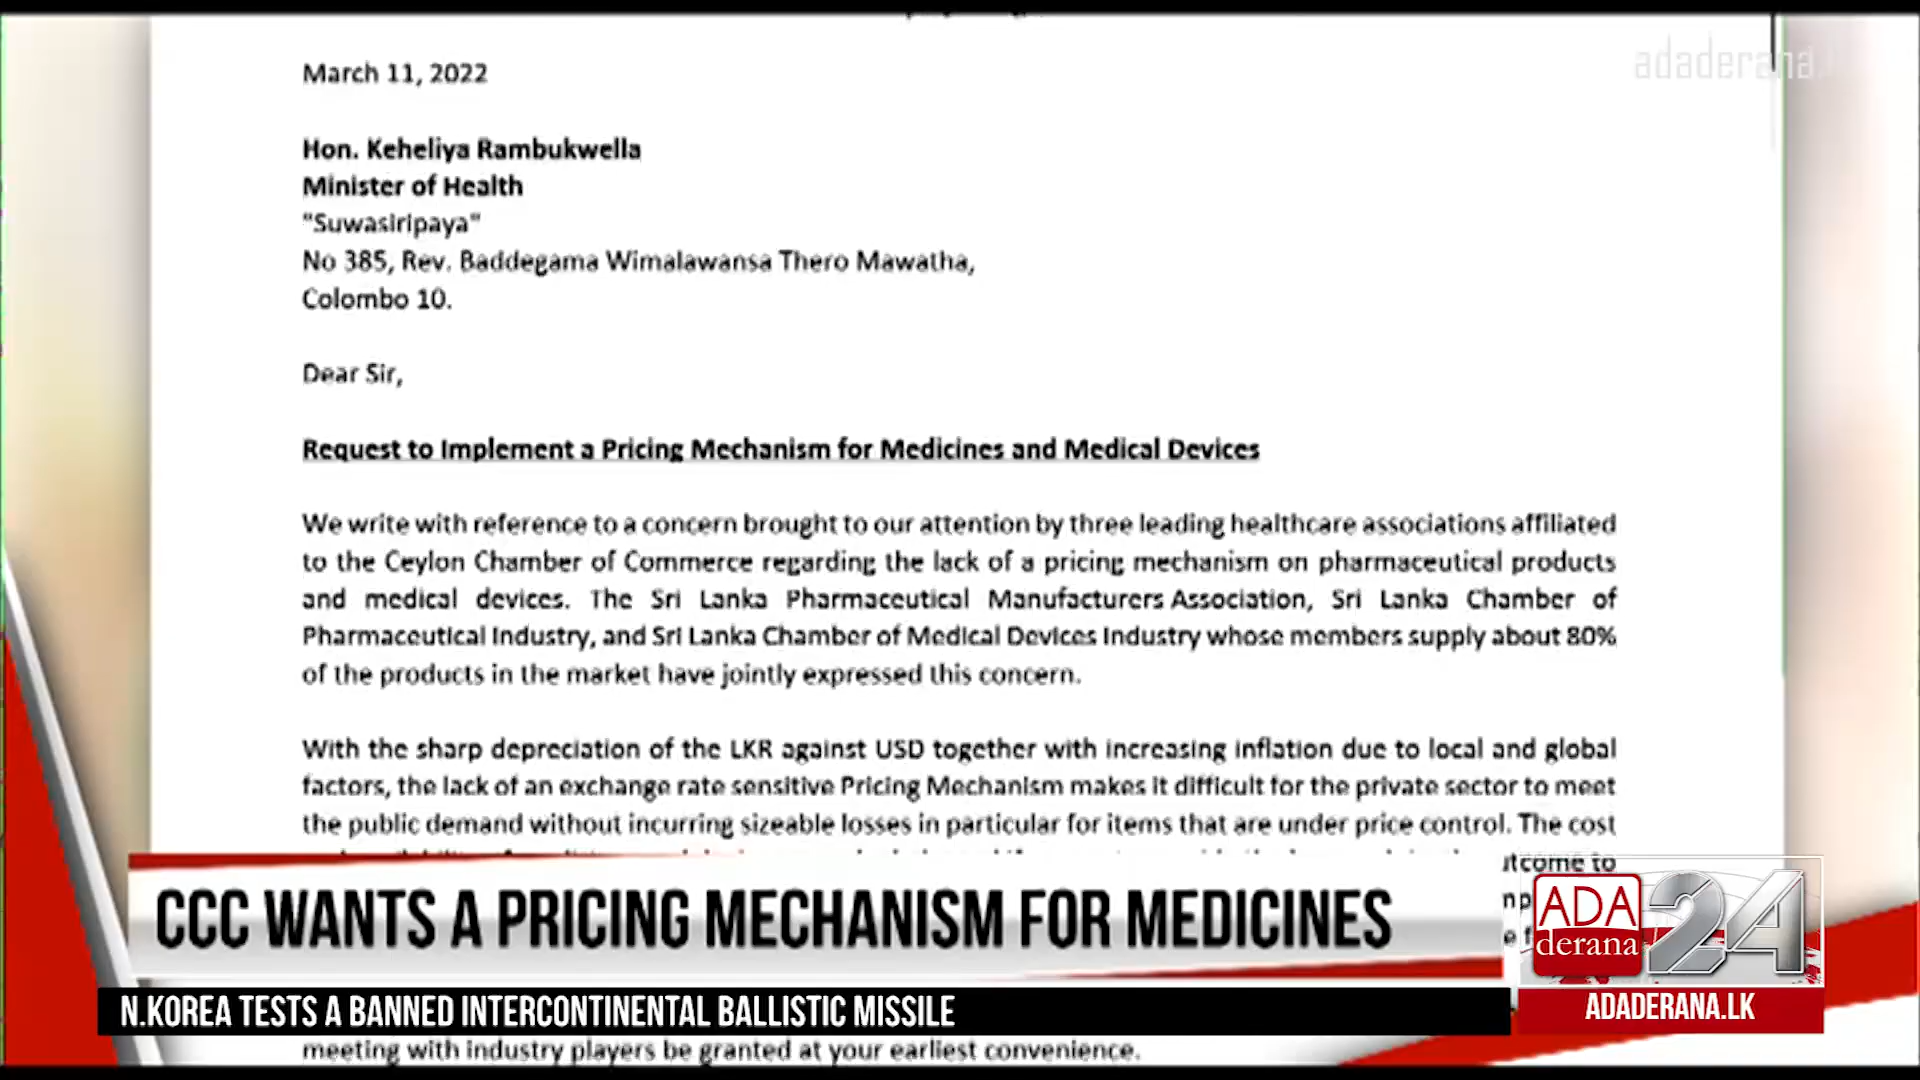 adaderana.lk
March 11, 2022
Hon. Keheliya Rambukwella
Minister of Health
"Suwasiripaya"
No 385, Rev. Baddegama Wimalawansa Thero Mawatha,
Colombo 10.
Dear Sir,
Request to Implement a Pricing Mechanism for Medicines and Medical Devices
We write with reference to a concern brought to our attention by three leading healthcare associations affiliated
to the Ceylon Chamber of Commerce regarding the lack of a pricing mechanism on pharmaceutical products
and medical devices. The Sri Lanka Pharmaceutical Manufacturers Association, Sri Lanka Chamber of
Pharmaceutical Industry, and Sri Lanka Chamber of Medical Devices Industry whose members supply about 80%
of the products in the market have jointly expressed this concern.
With the sharp depreciation of the LKR against USD together with increasing inflation due to local and global
factors, the lack of an exchange rate sensitive Pricing Mechanism makes it difficult for the private sector to meet
the public demand without incurring sizeable losses in particular for items that are under price control. The cost
to
CCC WANTS A PRICING MECHANISM FOR MEDICINES
ADA
derana
24
N.KOREA TESTS A BANNED INTERCONTINENTAL BALLISTIC MISSILE
ADADERANA.LK
meeting with industry players be granted at your earliest convenience.